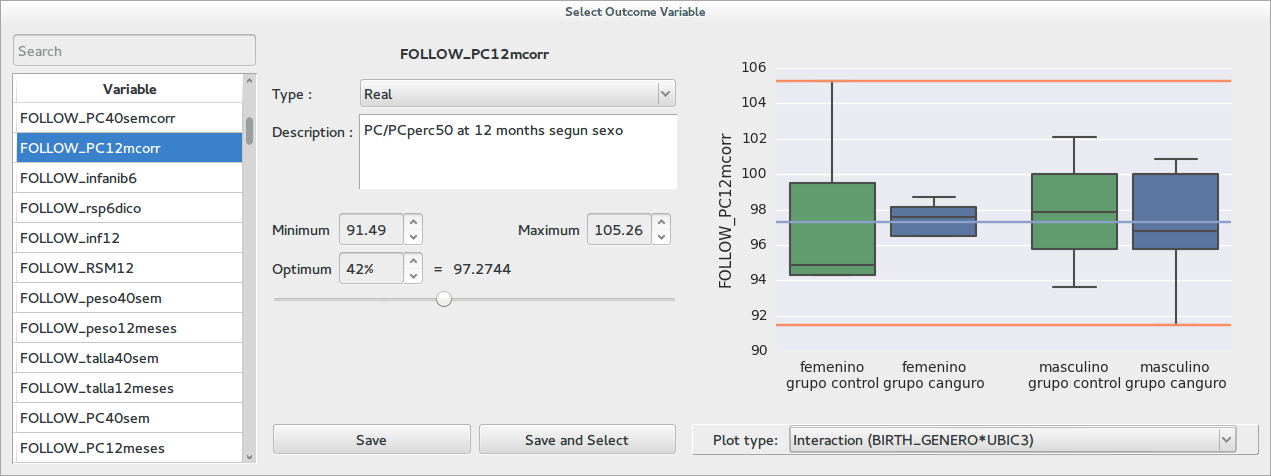 Select Outcome Variable
Search
Variable
FOLLOW_PC40semcorr
FOLLOW_PC12mcorr
FOLLOW_infanib6
FOLLOW_rsp6dico
FOLLOW_inf12
FOLLOW_RSM12
FOLLOW_peso40sem
FOLLOW_peso12meses
FOLLOW_talla40sem
FOLLOW_talla12meses
FOLLOW_PC40sem
FOLLOW_PC12meses
FOLLOW_PC12mcorr
Type : Real
Description : PC/PCperc50 at 12 months segun sexo
Minimum 91.49 Maximum 105.26
Optimum 42% = 97.2744
Save Save and Select
FOLLOW_PC12mcorr
106
104
102
100
98
96
94
92
90
femenino femenino masculino masculino
grupo control grupo canguro grupo control grupo canguro
Plot type: Interaction (BIRTH_GENERO*UBIC3)